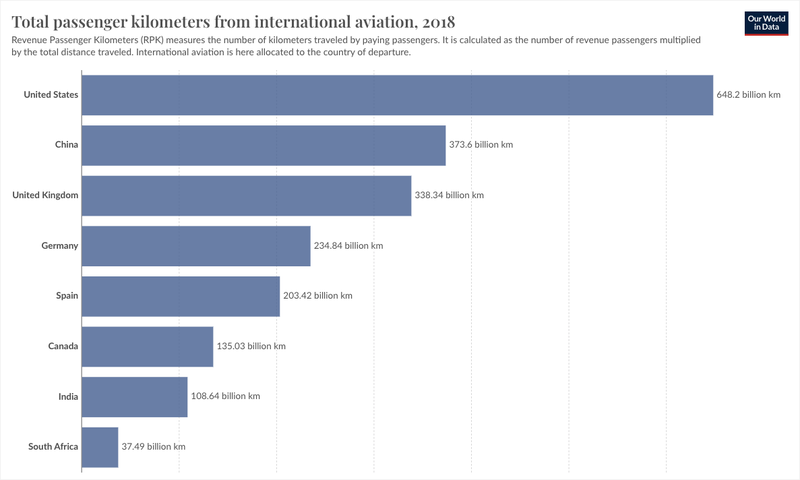 Total passenger kilometers from international aviation, 2018
Our World
in Data
Revenue Passenger Kilometers (RPK) measures the number of kilometers traveled by paying passengers. It is calculated as the number of revenue passengers multiplied
by the total distance traveled. International aviation is here allocated to the country of departure.
United States 648.2 billion km
China 373.6 billion km
United Kingdom 338.34 billion km
Germany 234.84 billion km
Spain 203.42 billion km
Canada 135.03 billion km
India 108.64 billion km
South Africa 37.49 billion km